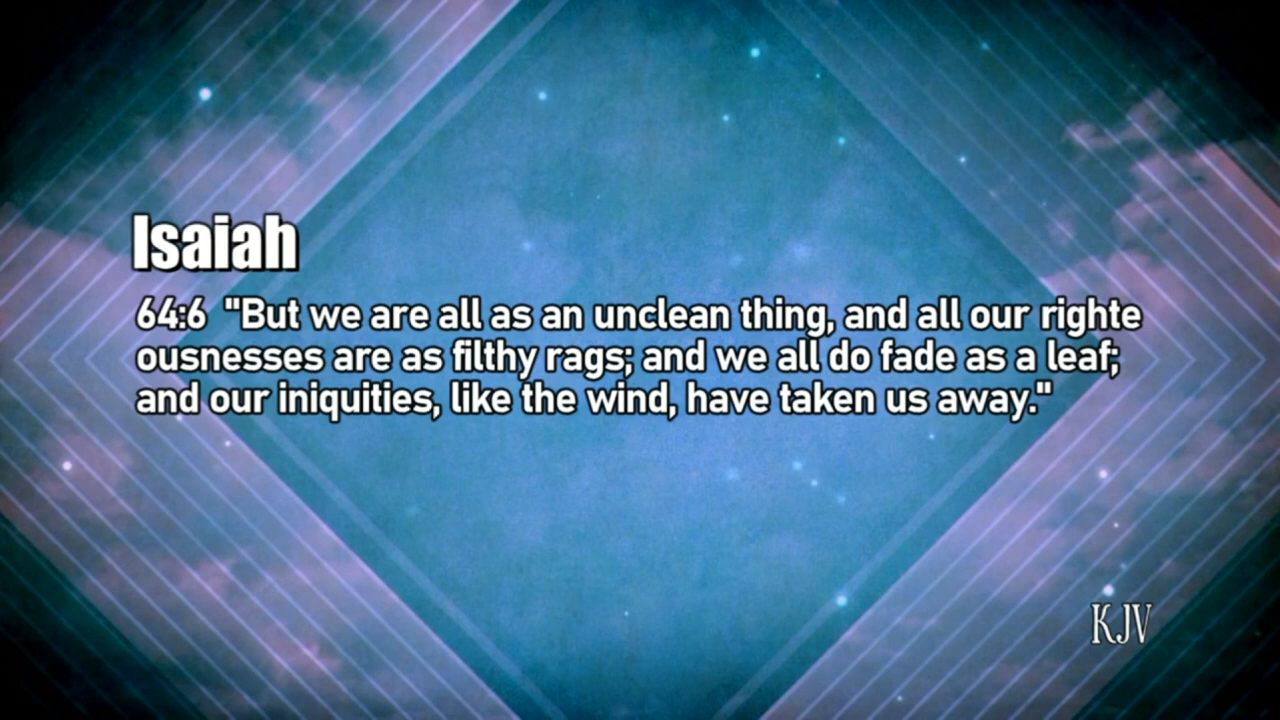 Isaiah
64:6 "But we are all as an unclean thing, and all our righte
ousnesses are as filthy rags; and we all do fade as a leaf;
and our iniquities, like the wind, have taken us away."
KJV